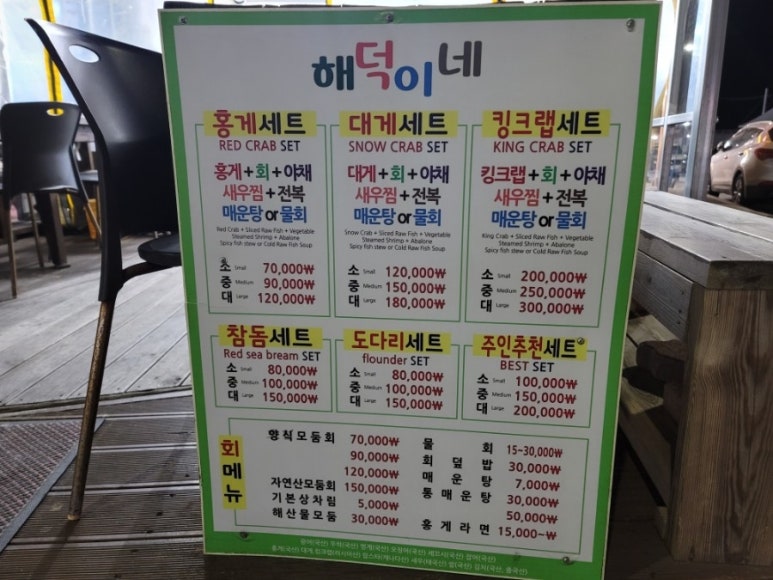 해덕이네
홍게세트
RED CRAB SET
홍게+회+야채
새우찜+전복
매운탕 or 물회
Red Crab + Sliced Raw Fish + Vegetable
Steamed Shrimp + Abalone
Spicy fish stew or Cold Raw Fish Soup
소 Small 70,000₩
중 Medium 90,000₩
대 Large 120,000₩
대게세트
SNOW CRAB SET
대게+회+야채
새우찜+전복
매운탕 or 물회
Snow Crab + Sliced Raw Fish + Vegetable
Steamed Shrimp + Abalone
Spicy fish stew or Cold Raw Fish Soup
소 Small 120,000₩
중 Medium 150,000₩
대 Large 180,000₩
킹크랩세트
KING CRAB SET
킹크랩+회+야채
새우찜+전복
매운탕 or 물회
King Crab + Sliced Raw Fish + Vegetable
Steamed Shrimp + Abalone
Spicy fish stew or Cold Raw Fish Soup
소 Small 200,000₩
중 Medium 250,000₩
대 Large 300,000₩
참돔세트
Red sea bream SET
소 Small 80,000₩
중 Medium 100,000₩
대 Large 150,000₩
도다리세트
flounder SET
소 Small 80,000₩
중 Medium 100,000₩
대 Large 150,000₩
주인추천세트
BEST SET
소 Small 100,000₩
중 Medium 150,000₩
대 Large 200,000₩
회메뉴
향식모둠회 70,000₩
90,000₩
120,000₩
자연산모둠회 150,000₩
기본상차림 5,000₩
해산물모둠 30,000₩
물회 15~30,000₩
회덮밥 30,000₩
매운탕 7,000₩
통매운탕 30,000₩
50,000₩
홍게라면 15,000~₩